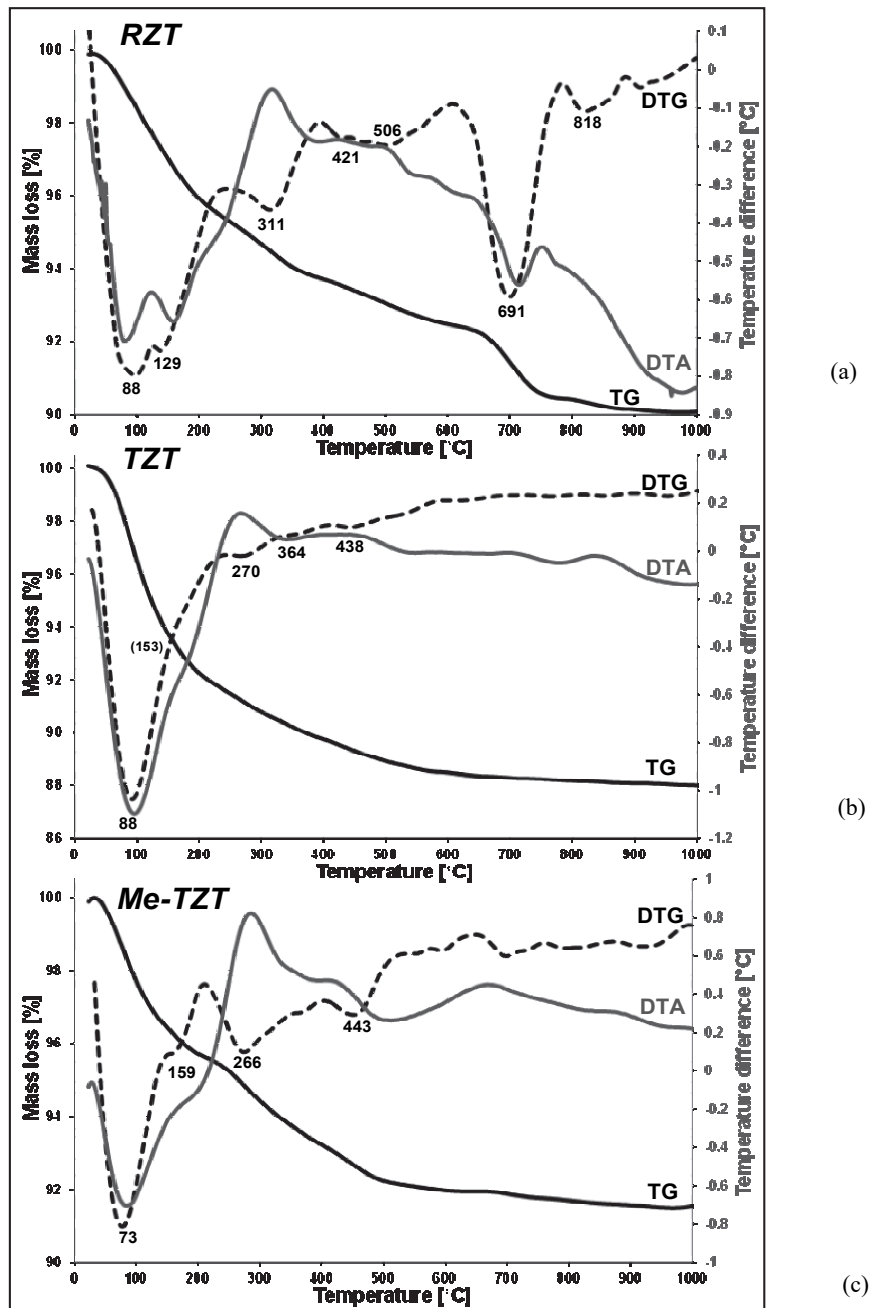 RZT
Mass loss [%]
100
98
96
94
92
90
0.1
0
-0.1
-0.2
-0.3
-0.4
-0.5
-0.6
-0.7
-0.8
-0.9
Temperature difference [°C]
DTG
DTA
TG
88
129
311
421
506
691
818
0 100 200 300 400 500 600 700 800 900 1000
Temperature [°C]
(a)
TZT
Mass loss [%]
100
98
96
94
92
90
88
86
0.4
0.2
0
-0.2
-0.4
-0.6
-0.8
-1
-1.2
Temperature difference [°C]
DTG
DTA
TG
88
(153)
270
364
438
0 100 200 300 400 500 600 700 800 900 1000
Temperature [°C]
(b)
Me-TZT
Mass loss [%]
100
98
96
94
92
90
1
0.8
0.6
0.4
0.2
0
-0.2
-0.4
-0.6
-0.8
-1
Temperature difference [°C]
DTG
DTA
TG
73
159
266
443
0 100 200 300 400 500 600 700 800 900 1000
Temperature [°C]
(c)